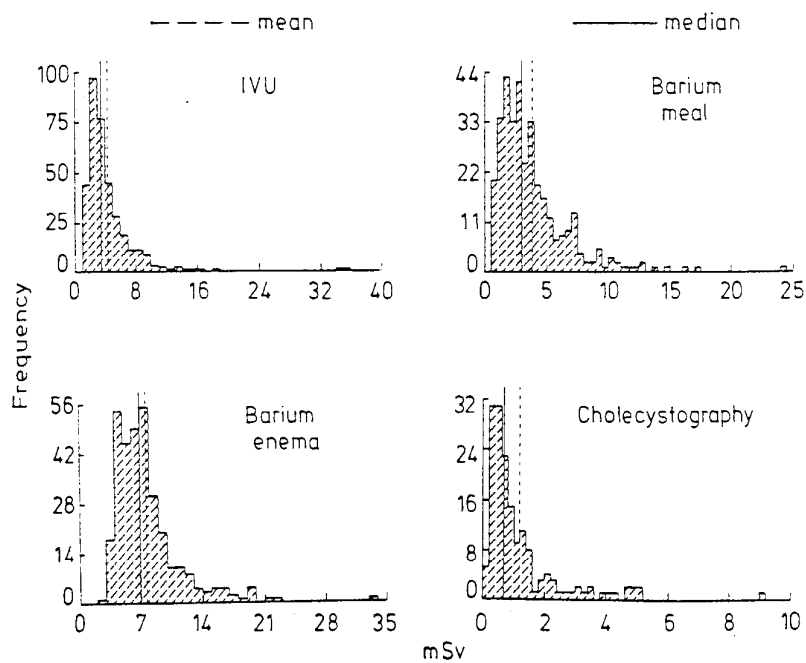 mean
median
IVU
100
75
50
25
0
0 8 16 24 32 40
Barium
meal
44
33
22
11
0
0 5 10 15 20 25
Frequency
Barium
enema
56
42
28
14
0
0 7 14 21 28 35
Cholecystography
32
24
16
8
0
0 2 4 6 8 10
mSv